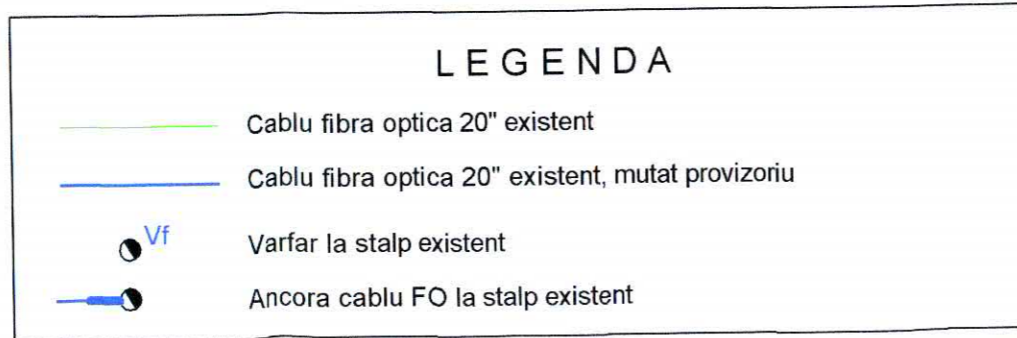 LEGENDA
Cablu fibra optica 20" existent
Cablu fibra optica 20" existent, mutat provizoriu
Vf Varfar la stalp existent
Ancora cablu FO la stalp existent